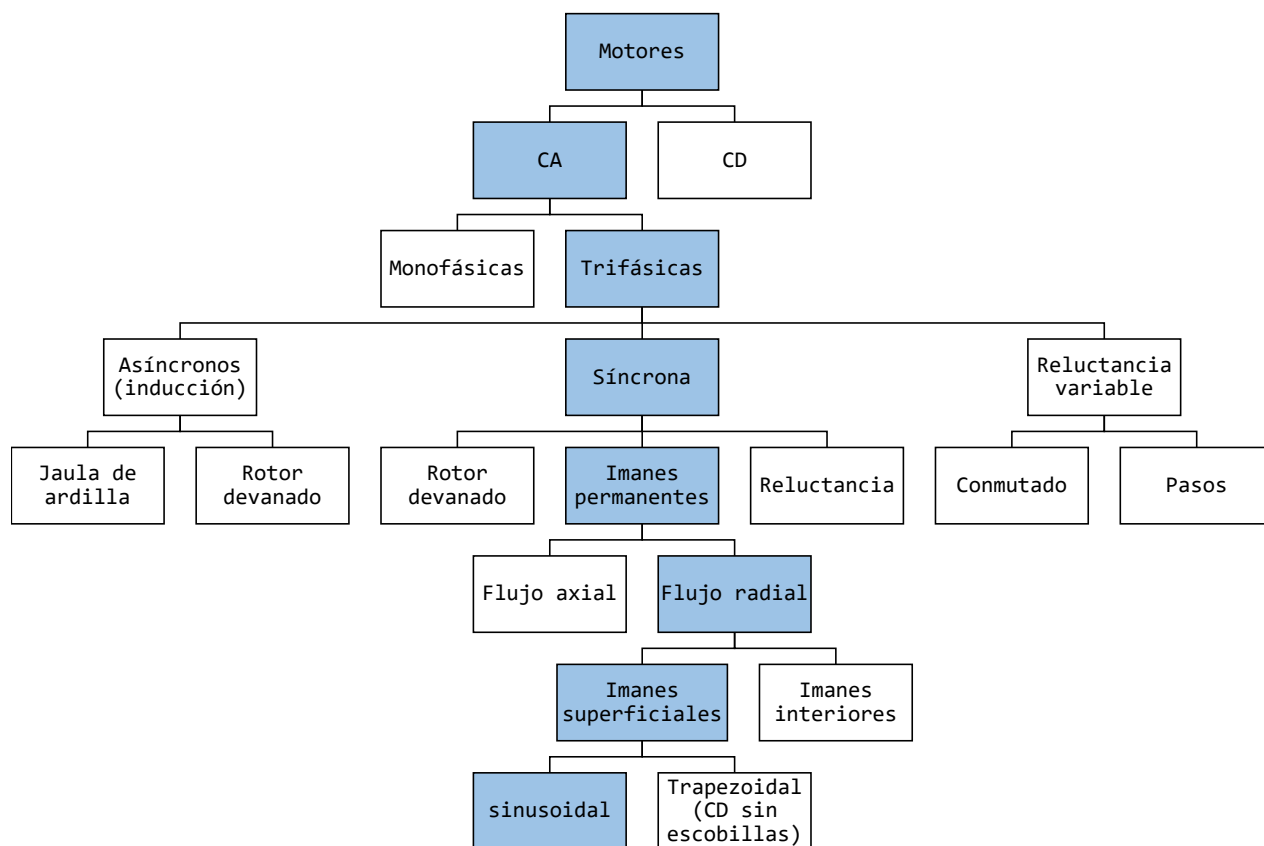 Motores
CA
CD
Monofásicas
Trifásicas
Asíncronos
(inducción)
Síncrona
Reluctancia
variable
Jaula de
ardilla
Rotor
devanado
Rotor
devanado
Imanes
permanentes
Reluctancia
Conmutado
Pasos
Flujo axial
Flujo radial
Imanes
superficiales
Imanes
interiores
sinusoidal
Trapezoidal
(CD sin
escobillas)